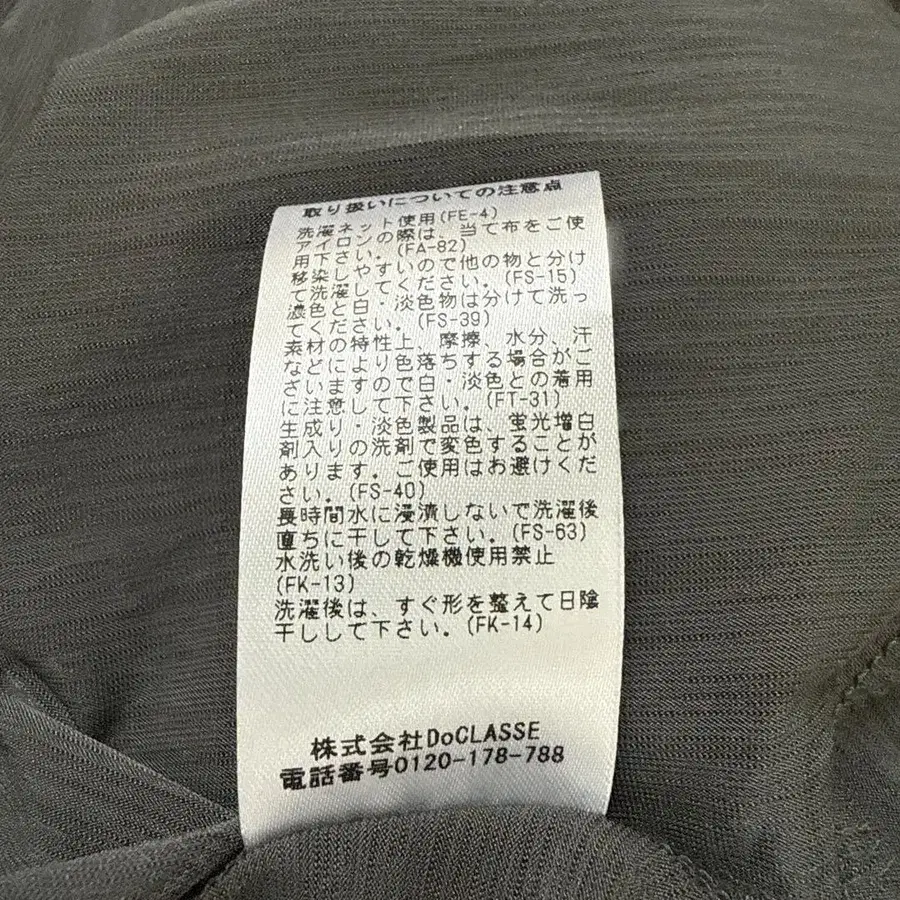 取り扱いについての注意点
洗濯ネット使用(FE-4)
アイロンの際は、当て布をご使
用下さい。(FA-82)
移染しやすいので他の物と分け
て洗濯してください。(FS-15)
濃色と白・淡色物は分けて洗っ
てください。(FS-39)
素材の特性上、摩擦、水分、汗
などにより色落ちする場合がご
ざいますので白・淡色との着用
に注意して下さい。(FT-31)
生成り・淡色製品は、蛍光増白
剤入りの洗剤で変色することが
あります。ご使用はお避けくだ
さい。(FS-40)
長時間水に浸漬しないで洗濯後
直ちに干して下さい。(FS-63)
水洗い後の乾燥機使用禁止
(FK-13)
洗濯後は、すぐ形を整えて日陰
干しして下さい。(FK-14)
株式会社DoCLASSE
電話番号0120-178-788